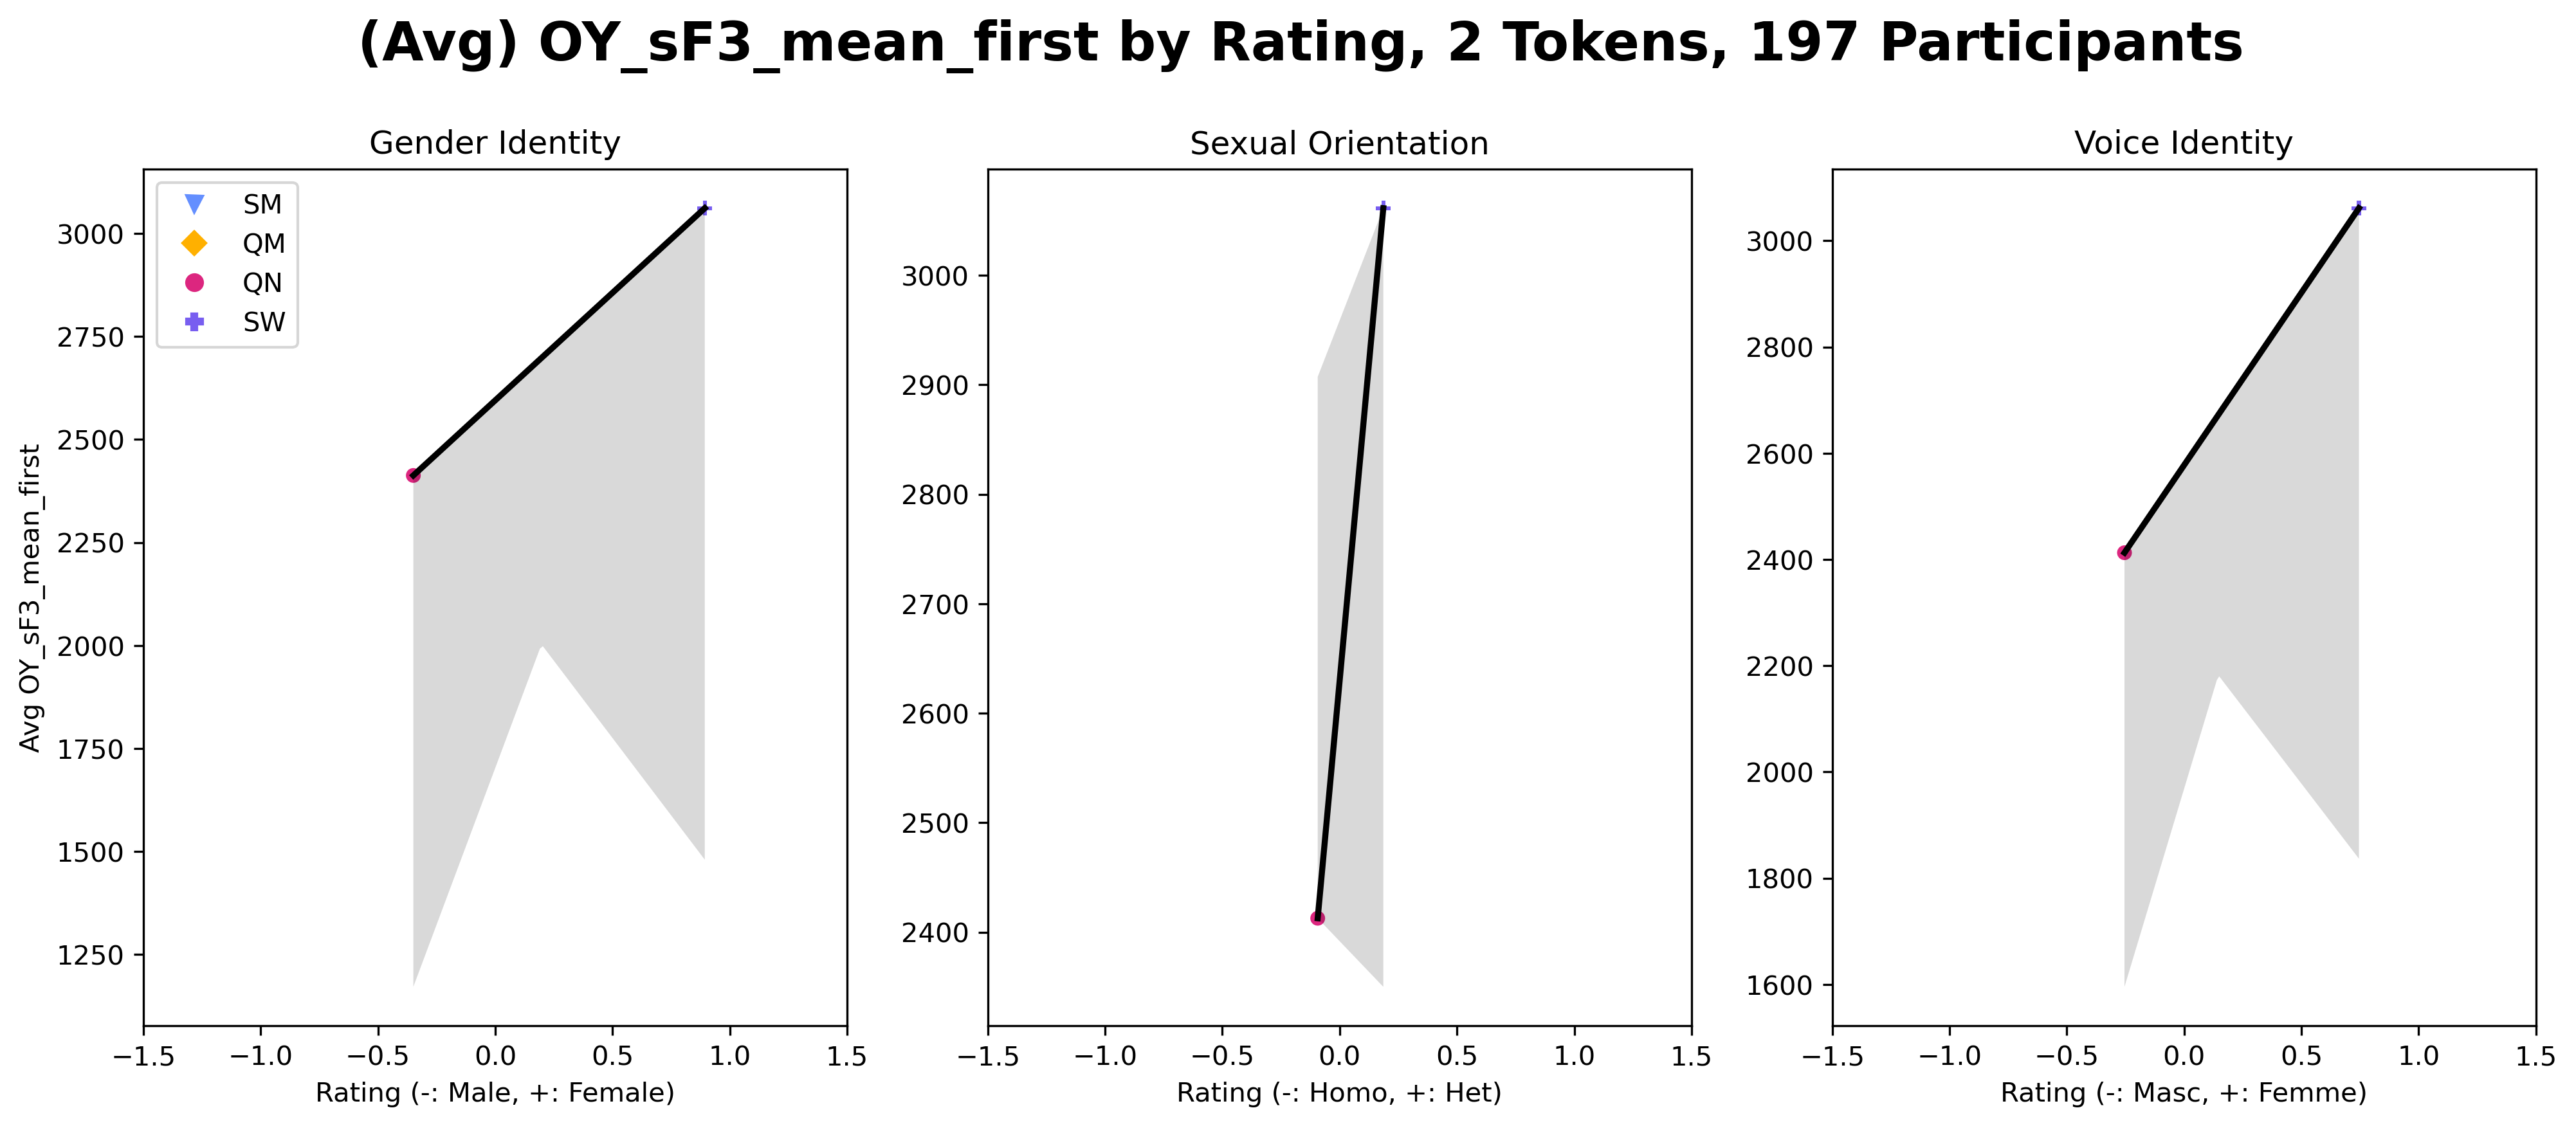 (Avg) OY_sF3_mean_first by Rating, 2 Tokens, 197 Participants
Gender Identity
SM
QM
QN
SW
Avg OY_sF3_mean_first
3000
2750
2500
2250
2000
1750
1500
1250
−1.5 −1.0 −0.5 0.0 0.5 1.0 1.5
Rating (-: Male, +: Female)
Sexual Orientation
3000
2900
2800
2700
2600
2500
2400
−1.5 −1.0 −0.5 0.0 0.5 1.0 1.5
Rating (-: Homo, +: Het)
Voice Identity
3000
2800
2600
2400
2200
2000
1800
1600
−1.5 −1.0 −0.5 0.0 0.5 1.0 1.5
Rating (-: Masc, +: Femme)